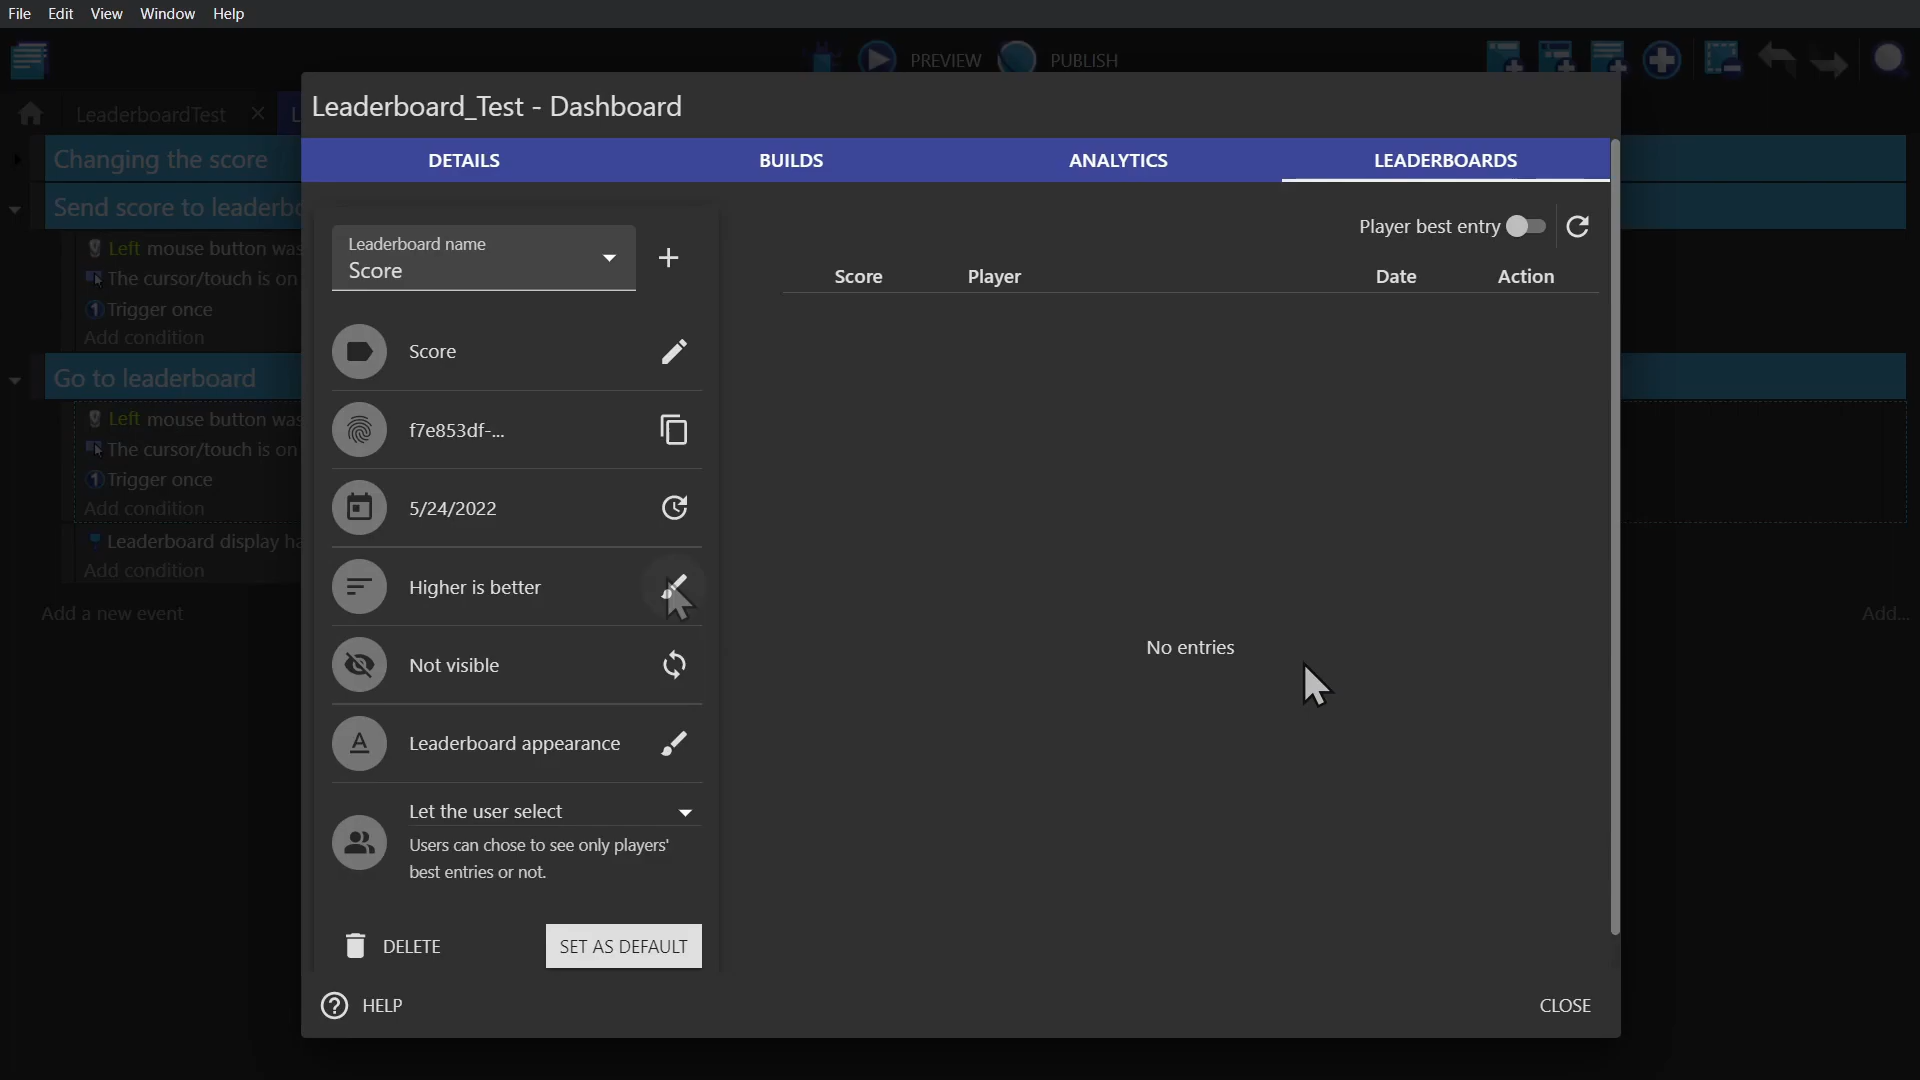 File Edit View Window Help
PREVIEW PUBLISH
LeaderboardTest
Leaderboard_Test - Dashboard
DETAILS BUILDS ANALYTICS LEADERBOARDS
Changing the score
Send score to
Left mouse button
The cursor/touch is on
Trigger once
Add condition
Go to leaderboard
Left mouse button
The cursor/touch is on
Trigger once
Add condition
Leaderboard display
Add condition
Add a new event
Add...
Leaderboard name
Score
Score
f7e853df-...
5/24/2022
Higher is better
Not visible
Leaderboard appearance
Let the user select
Users can chose to see only players'
best entries or not.
DELETE SET AS DEFAULT
Player best entry
Score Player Date Action
No entries
HELP CLOSE